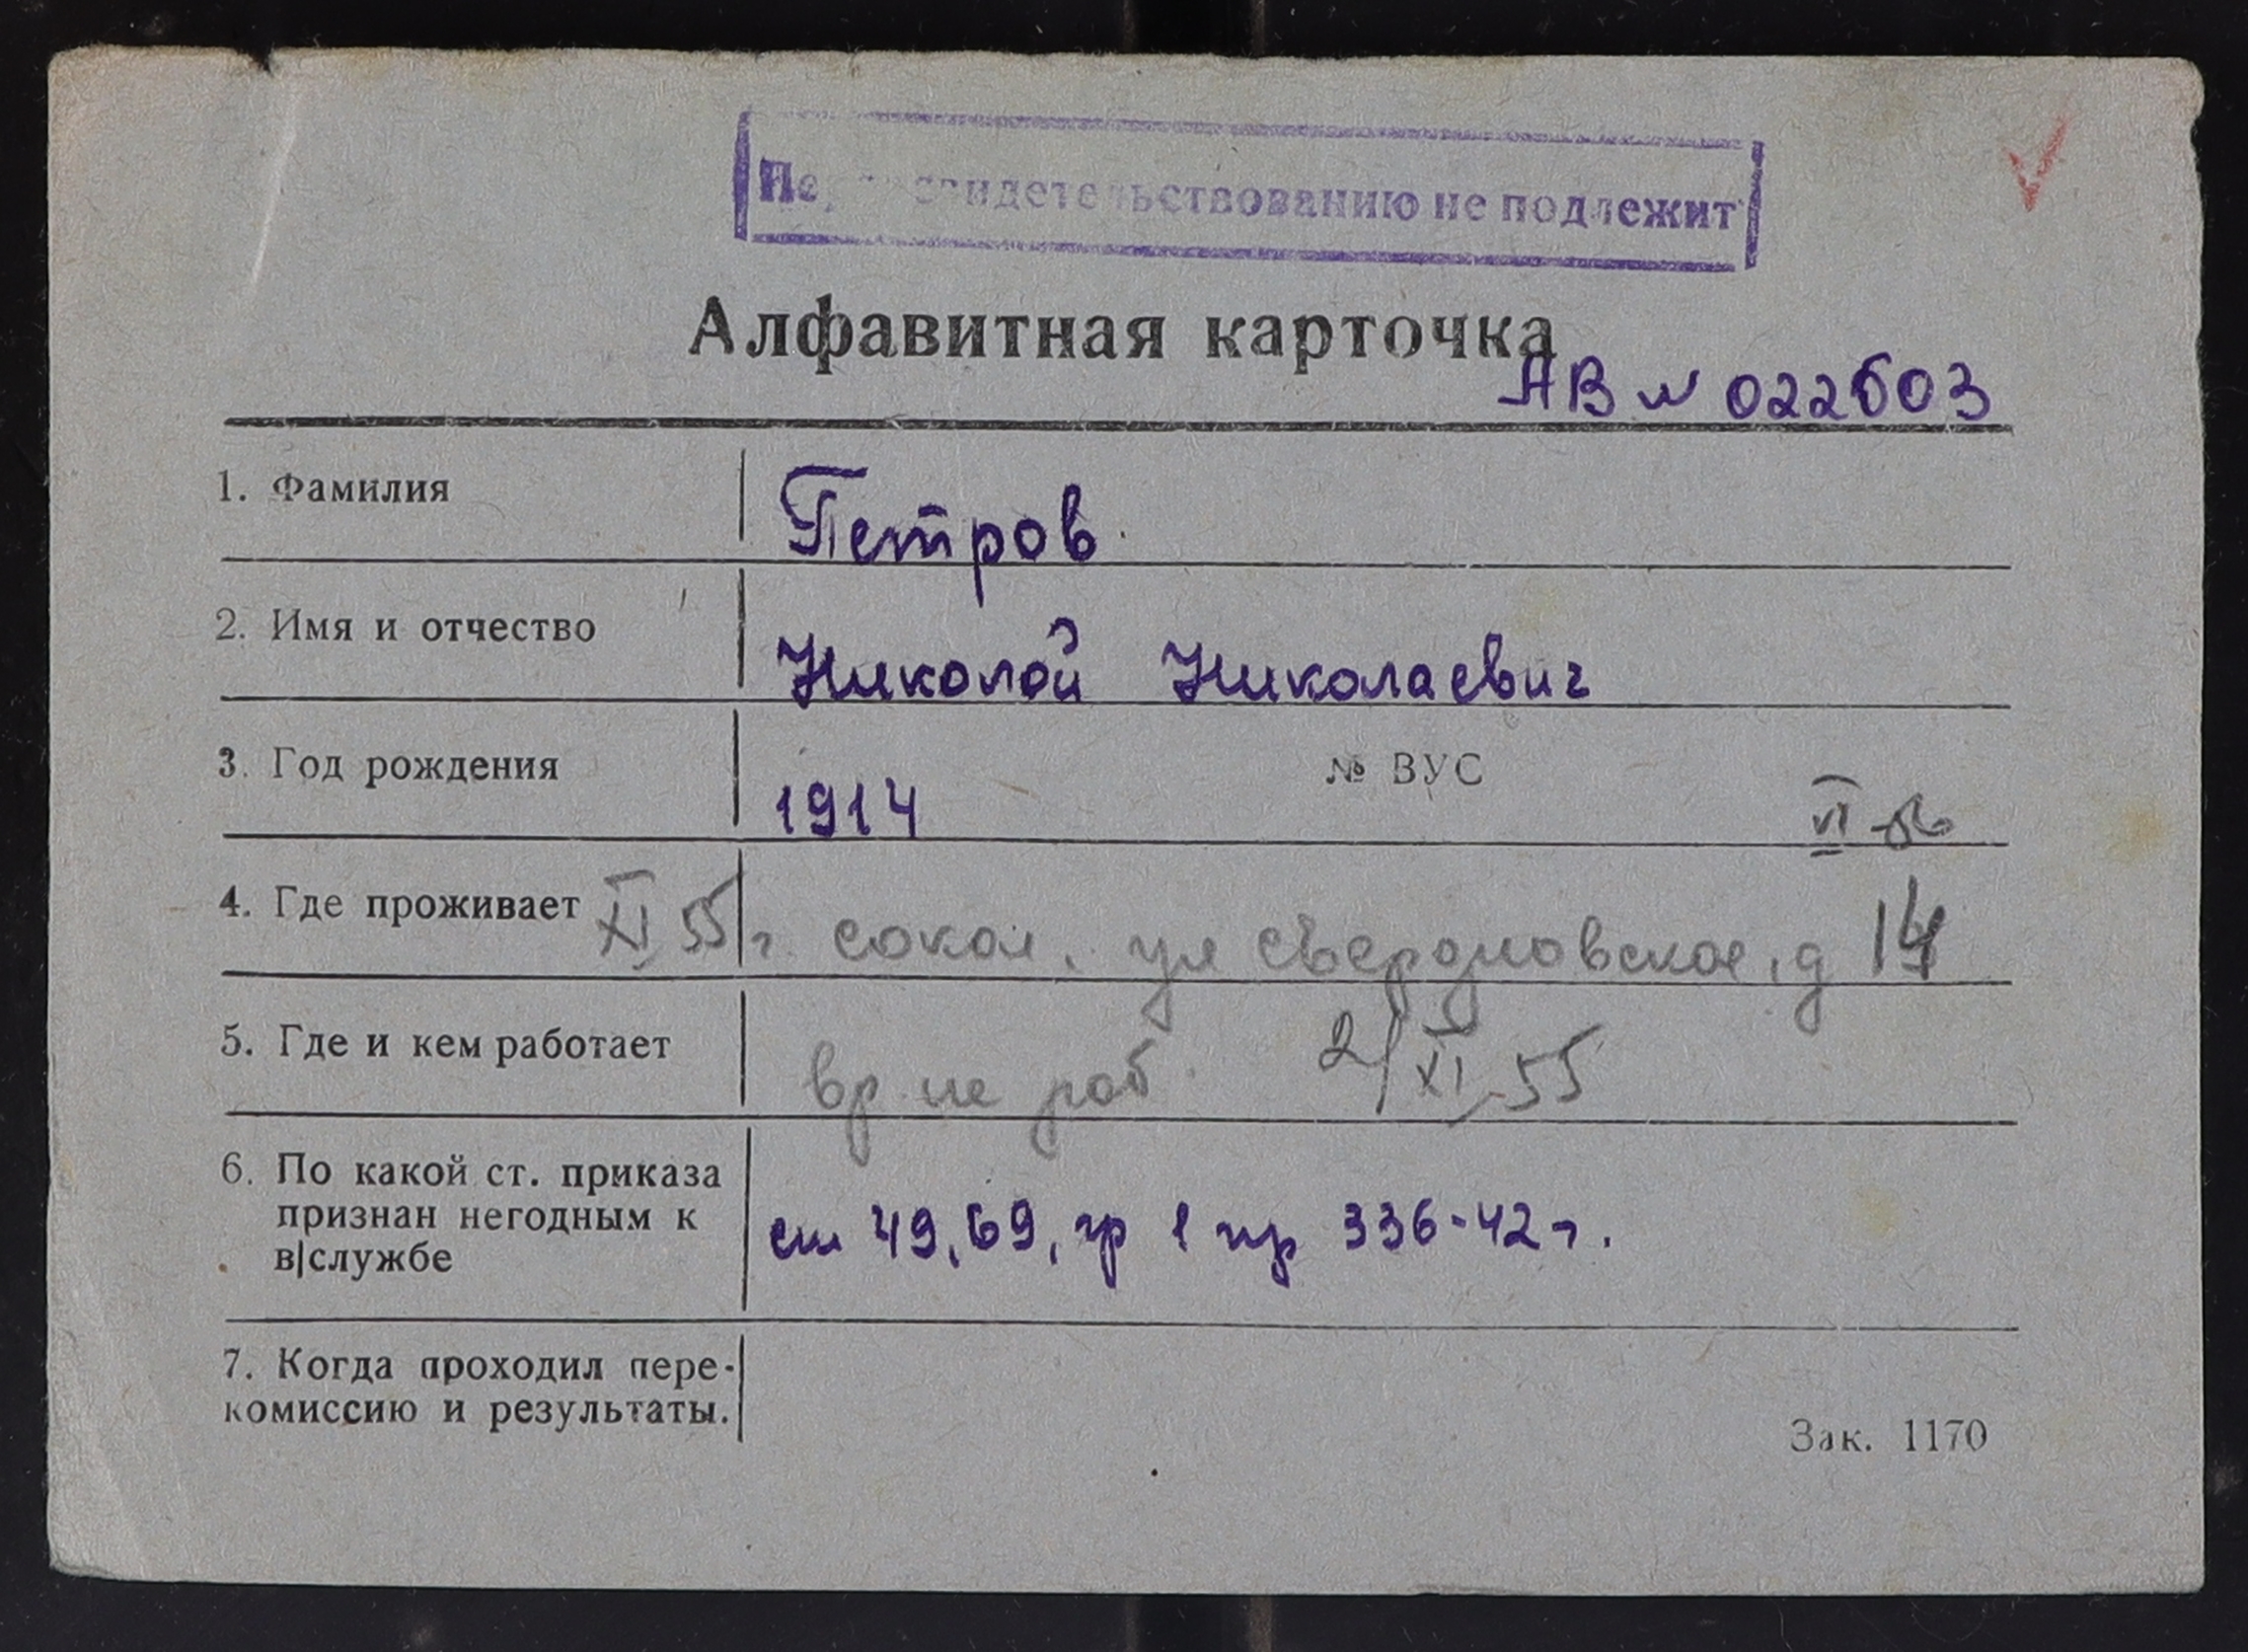 Переосвидетельствованию не подлежит
Алфавитная карточка
АВ № 022603
1. Фамилия Петров
2. Имя и отчество Николай Николаевич
3. Год рождения 1914 № ВУС
VI-56
4. Где проживает XI 55 г. Сокол, ул Свердловская, д 14
5. Где и кем работает вр. не раб. 2/XI-55
6. По какой ст. приказа
признан негодным к
в|службе
ст 49, 69, гр 1 пр 336-42 г.
7. Когда проходил пере-
комиссию и результаты.
Зак. 1170